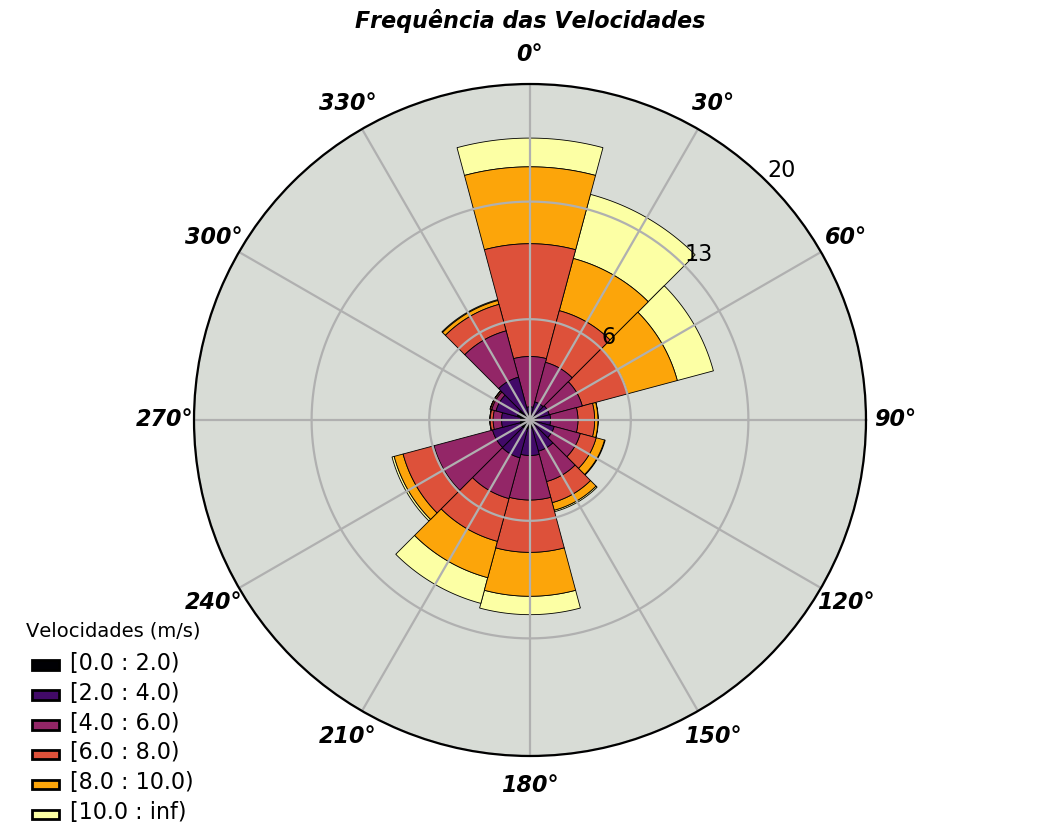 Frequência das Velocidades
0°
330°
30°
20
300°
60°
13
6
270°
90°
240°
120°
210°
150°
180°
Velocidades (m/s)
[0.0 : 2.0)
[2.0 : 4.0)
[4.0 : 6.0)
[6.0 : 8.0)
[8.0 : 10.0)
[10.0 : inf)